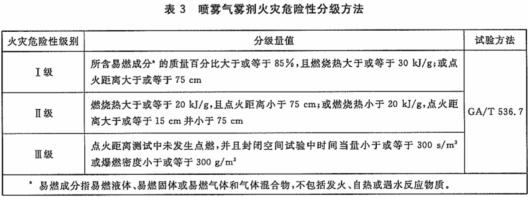 表 3 喷雾气雾剂火灾危险性分级方法
火灾危险性级别
分级量值
试验方法
Ⅰ级
所含易燃成分*的质量百分比大于或等于 85%,且燃烧热大于或等于 30 kJ/g;或点
火距离大于或等于 75 cm
Ⅱ级
燃烧热大于或等于 20 kJ/g,且点火距离小于 75 cm;或燃烧热小于 20 kJ/g,点火距
离大于或等于 15 cm 并小于 75 cm
Ⅲ级
点火距离测试中未发生点燃,并且封闭空间试验中时间当量小于或等于 300 s/m³
或爆燃密度小于或等于 300 g/m³
GA/T 536.7
* 易燃成分指易燃液体、易燃固体或易燃气体和气体混合物,不包括发火、自热或遇水反应物质。